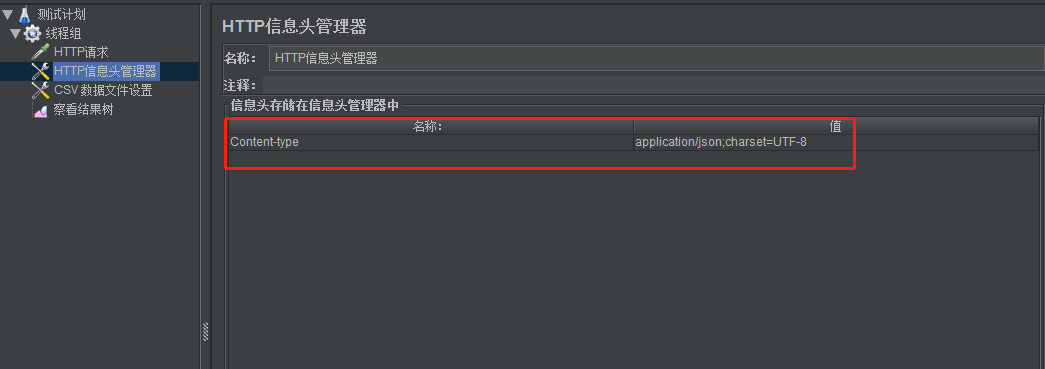 测试计划
线程组
HTTP请求
HTTP信息头管理器
CSV 数据文件设置
察看结果树
HTTP信息头管理器
名称： HTTP信息头管理器
注释：
信息头存储在信息头管理器中
名称： 值
Content-type application/json;charset=UTF-8